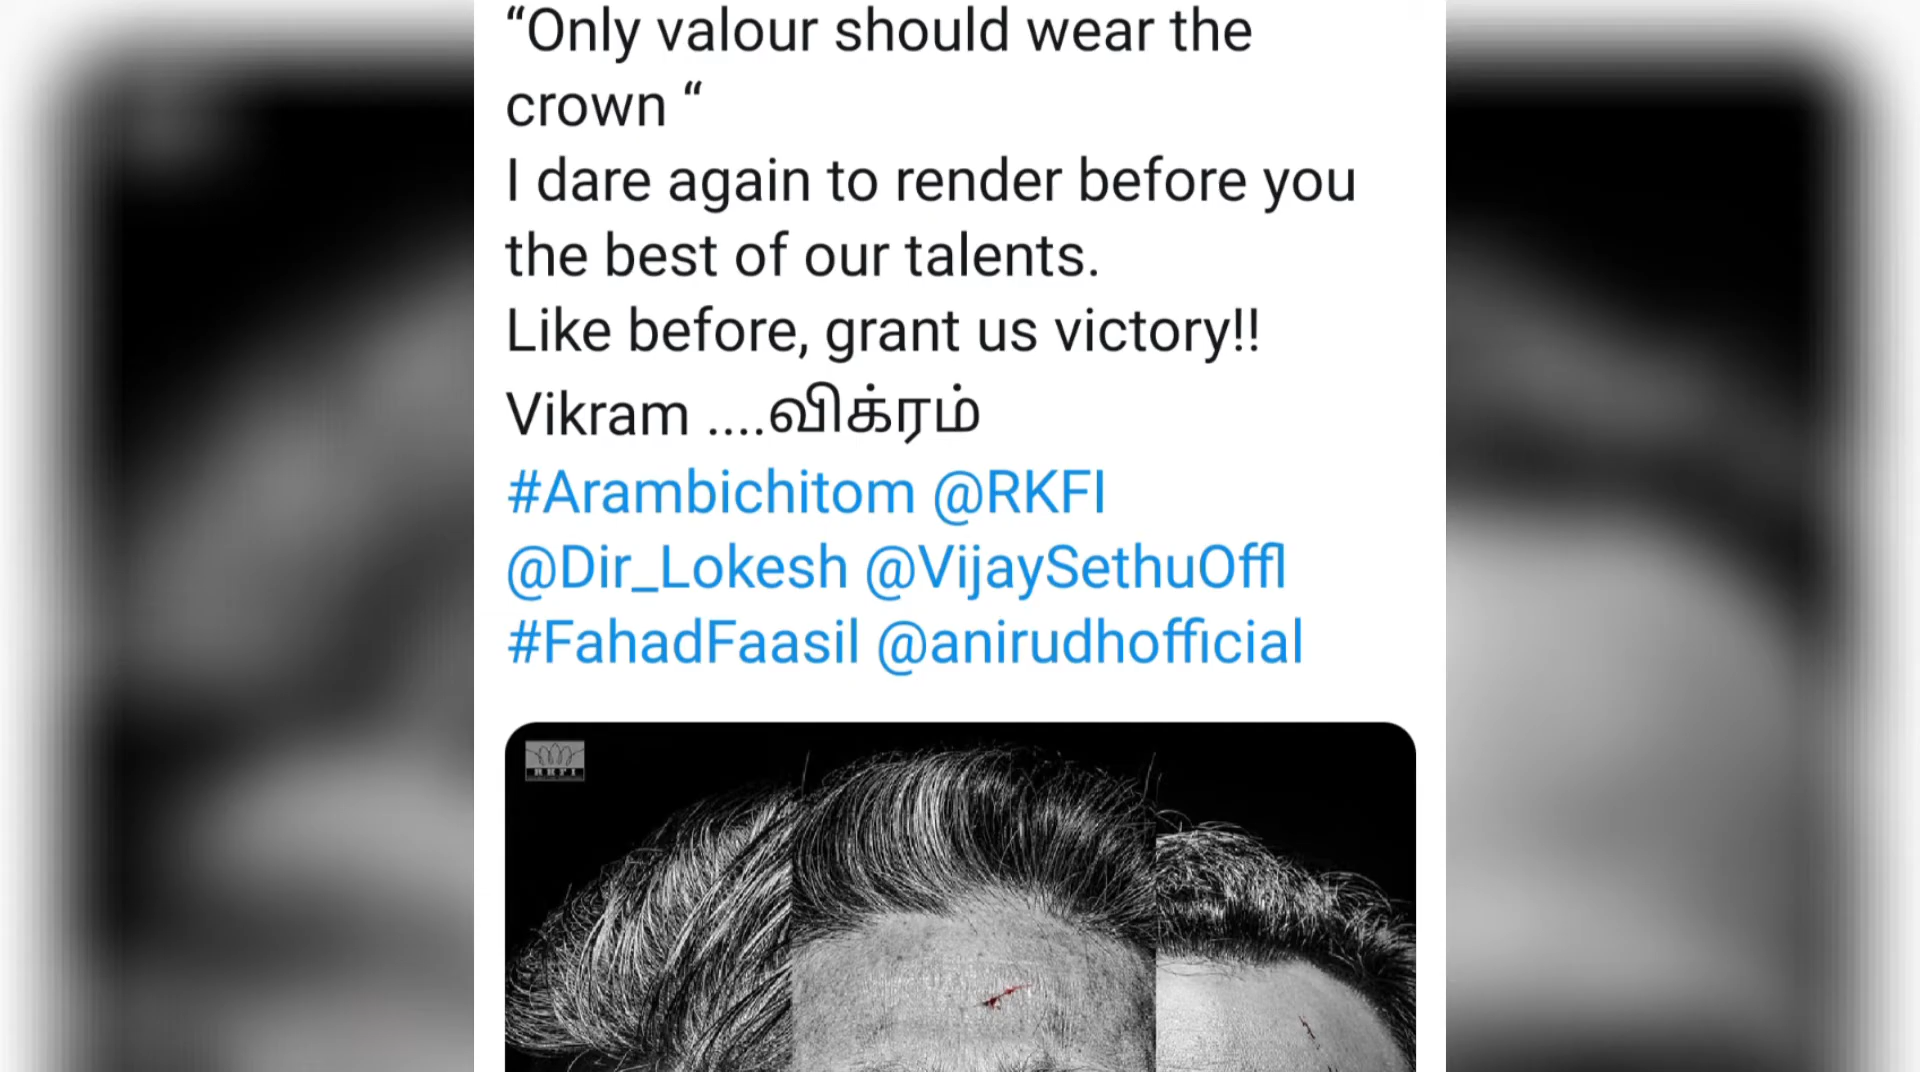 “Only valour should wear the
crown “
I dare again to render before you
the best of our talents.
Like before, grant us victory!!
Vikram ....விக்ரம்
#Arambichitom @RKFI
@Dir_Lokesh @VijaySethuOffl
#FahadFaasil @anirudhofficial
RKFI